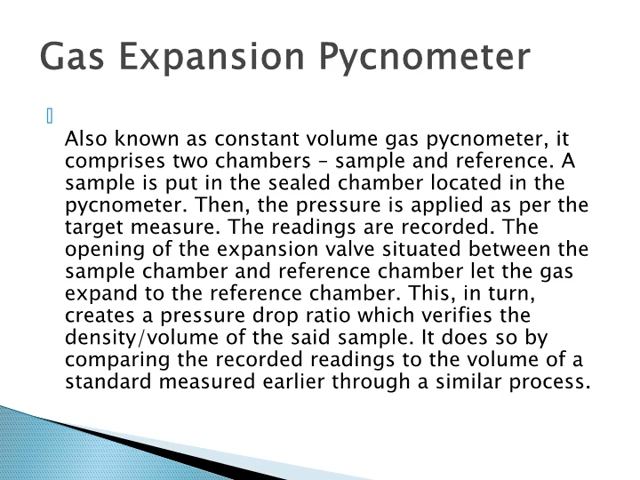 Gas Expansion Pycnometer
Also known as constant volume gas pycnometer, it
comprises two chambers – sample and reference. A
sample is put in the sealed chamber located in the
pycnometer. Then, the pressure is applied as per the
target measure. The readings are recorded. The
opening of the expansion valve situated between the
sample chamber and reference chamber let the gas
expand to the reference chamber. This, in turn,
creates a pressure drop ratio which verifies the
density/volume of the said sample. It does so by
comparing the recorded readings to the volume of a
standard measured earlier through a similar process.